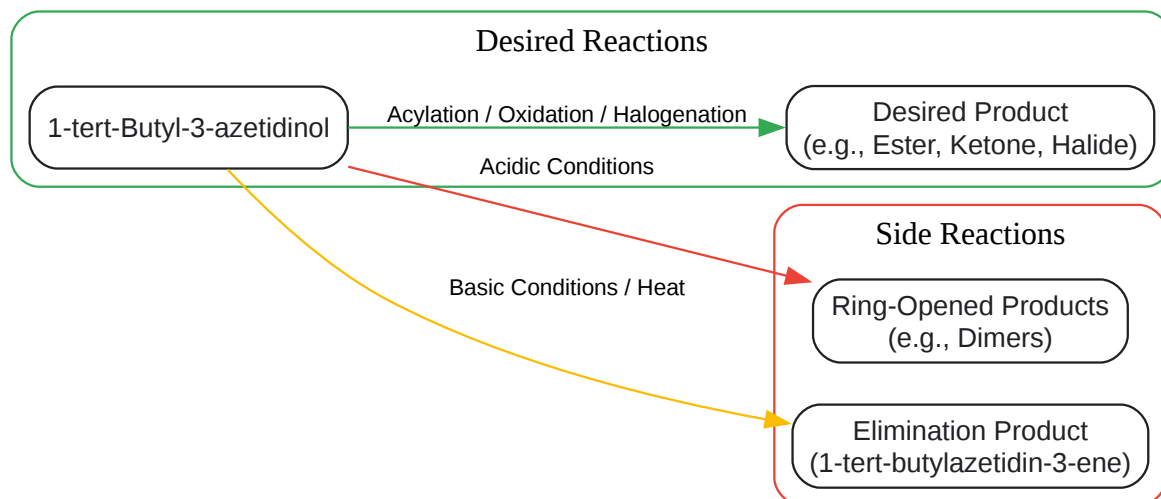 Desired Reactions
1-tert-Butyl-3-azetidinol
Acylation / Oxidation / Halogenation
Desired Product
(e.g., Ester, Ketone, Halide)
Acidic Conditions
Side Reactions
Basic Conditions / Heat
Ring-Opened Products
(e.g., Dimers)
Elimination Product
(1-tert-butylazetidin-3-ene)